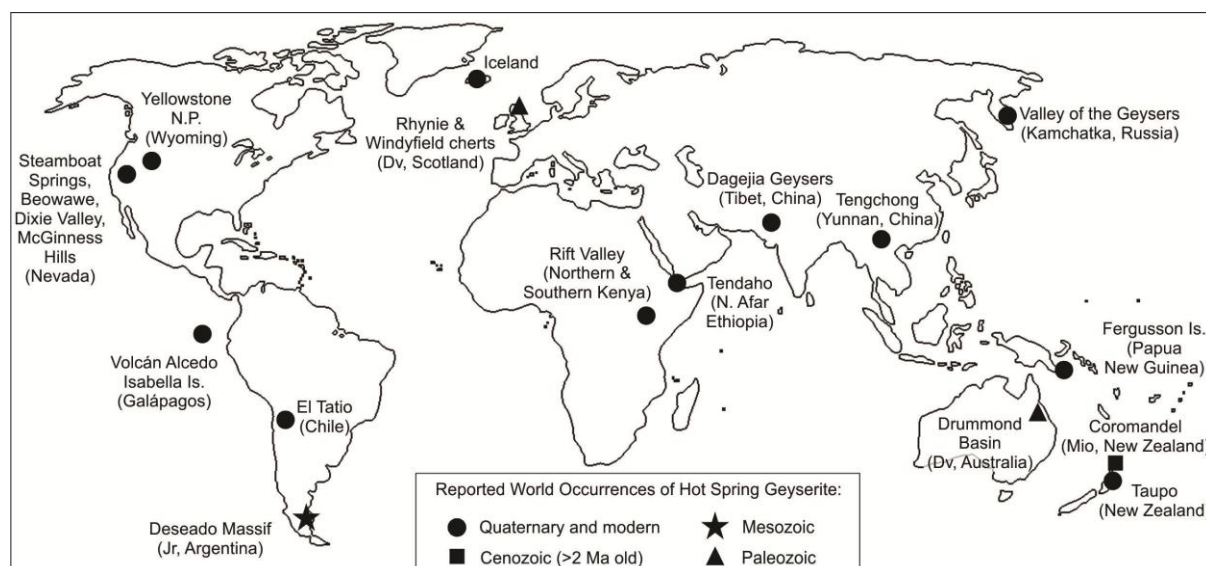 Iceland
Yellowstone
N.P.
(Wyoming)
Rhynie &
Windyfield cherts
(Dv, Scotland)
Valley of the Geysers
(Kamchatka, Russia)
Steamboat
Springs,
Beowawe,
Dixie Valley,
McGinness
Hills
(Nevada)
Dagejia Geysers
(Tibet, China)
Tengchong
(Yunnan, China)
Rift Valley
(Northern &
Southern Kenya)
Tendaho
(N. Afar
Ethiopia)
Fergusson Is.
(Papua
New Guinea)
Volcán Alcedo
Isabella Is.
(Galápagos)
El Tatio
(Chile)
Drummond
Basin
(Dv, Australia)
Coromandel
(Mio, New Zealand)
Taupo
(New Zealand)
Deseado Massif
(Jr, Argentina)
Reported World Occurrences of Hot Spring Geyserite:
Quaternary and modern
Mesozoic
Cenozoic (>2 Ma old)
Paleozoic